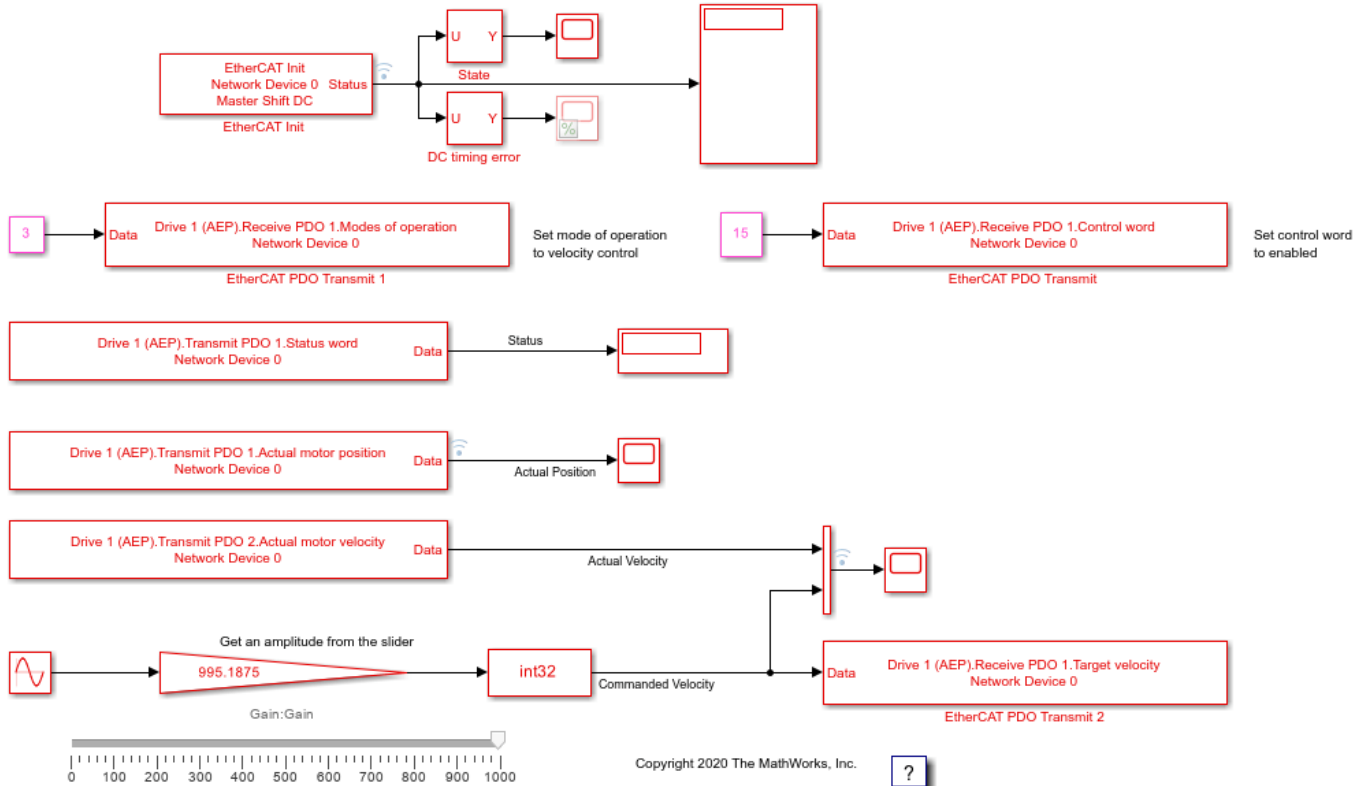 U Y
State
EtherCAT Init
Network Device 0 Status
Master Shift DC
EtherCAT Init
U Y
%
DC timing error
3
Data Drive 1 (AEP).Receive PDO 1.Modes of operation
Network Device 0
EtherCAT PDO Transmit 1
Set mode of operation
to velocity control
15
Data Drive 1 (AEP).Receive PDO 1.Control word
Network Device 0
EtherCAT PDO Transmit
Set control word
to enabled
Drive 1 (AEP).Transmit PDO 1.Status word
Network Device 0
Data
Status
Drive 1 (AEP).Transmit PDO 1.Actual motor position
Network Device 0
Data
Actual Position
Drive 1 (AEP).Transmit PDO 2.Actual motor velocity
Network Device 0
Data
Actual Velocity
Get an amplitude from the slider
995.1875
Gain:Gain
int32
Commanded Velocity
Data Drive 1 (AEP).Receive PDO 1.Target velocity
Network Device 0
EtherCAT PDO Transmit 2
0 100 200 300 400 500 600 700 800 900 1000
Copyright 2020 The MathWorks, Inc.
?